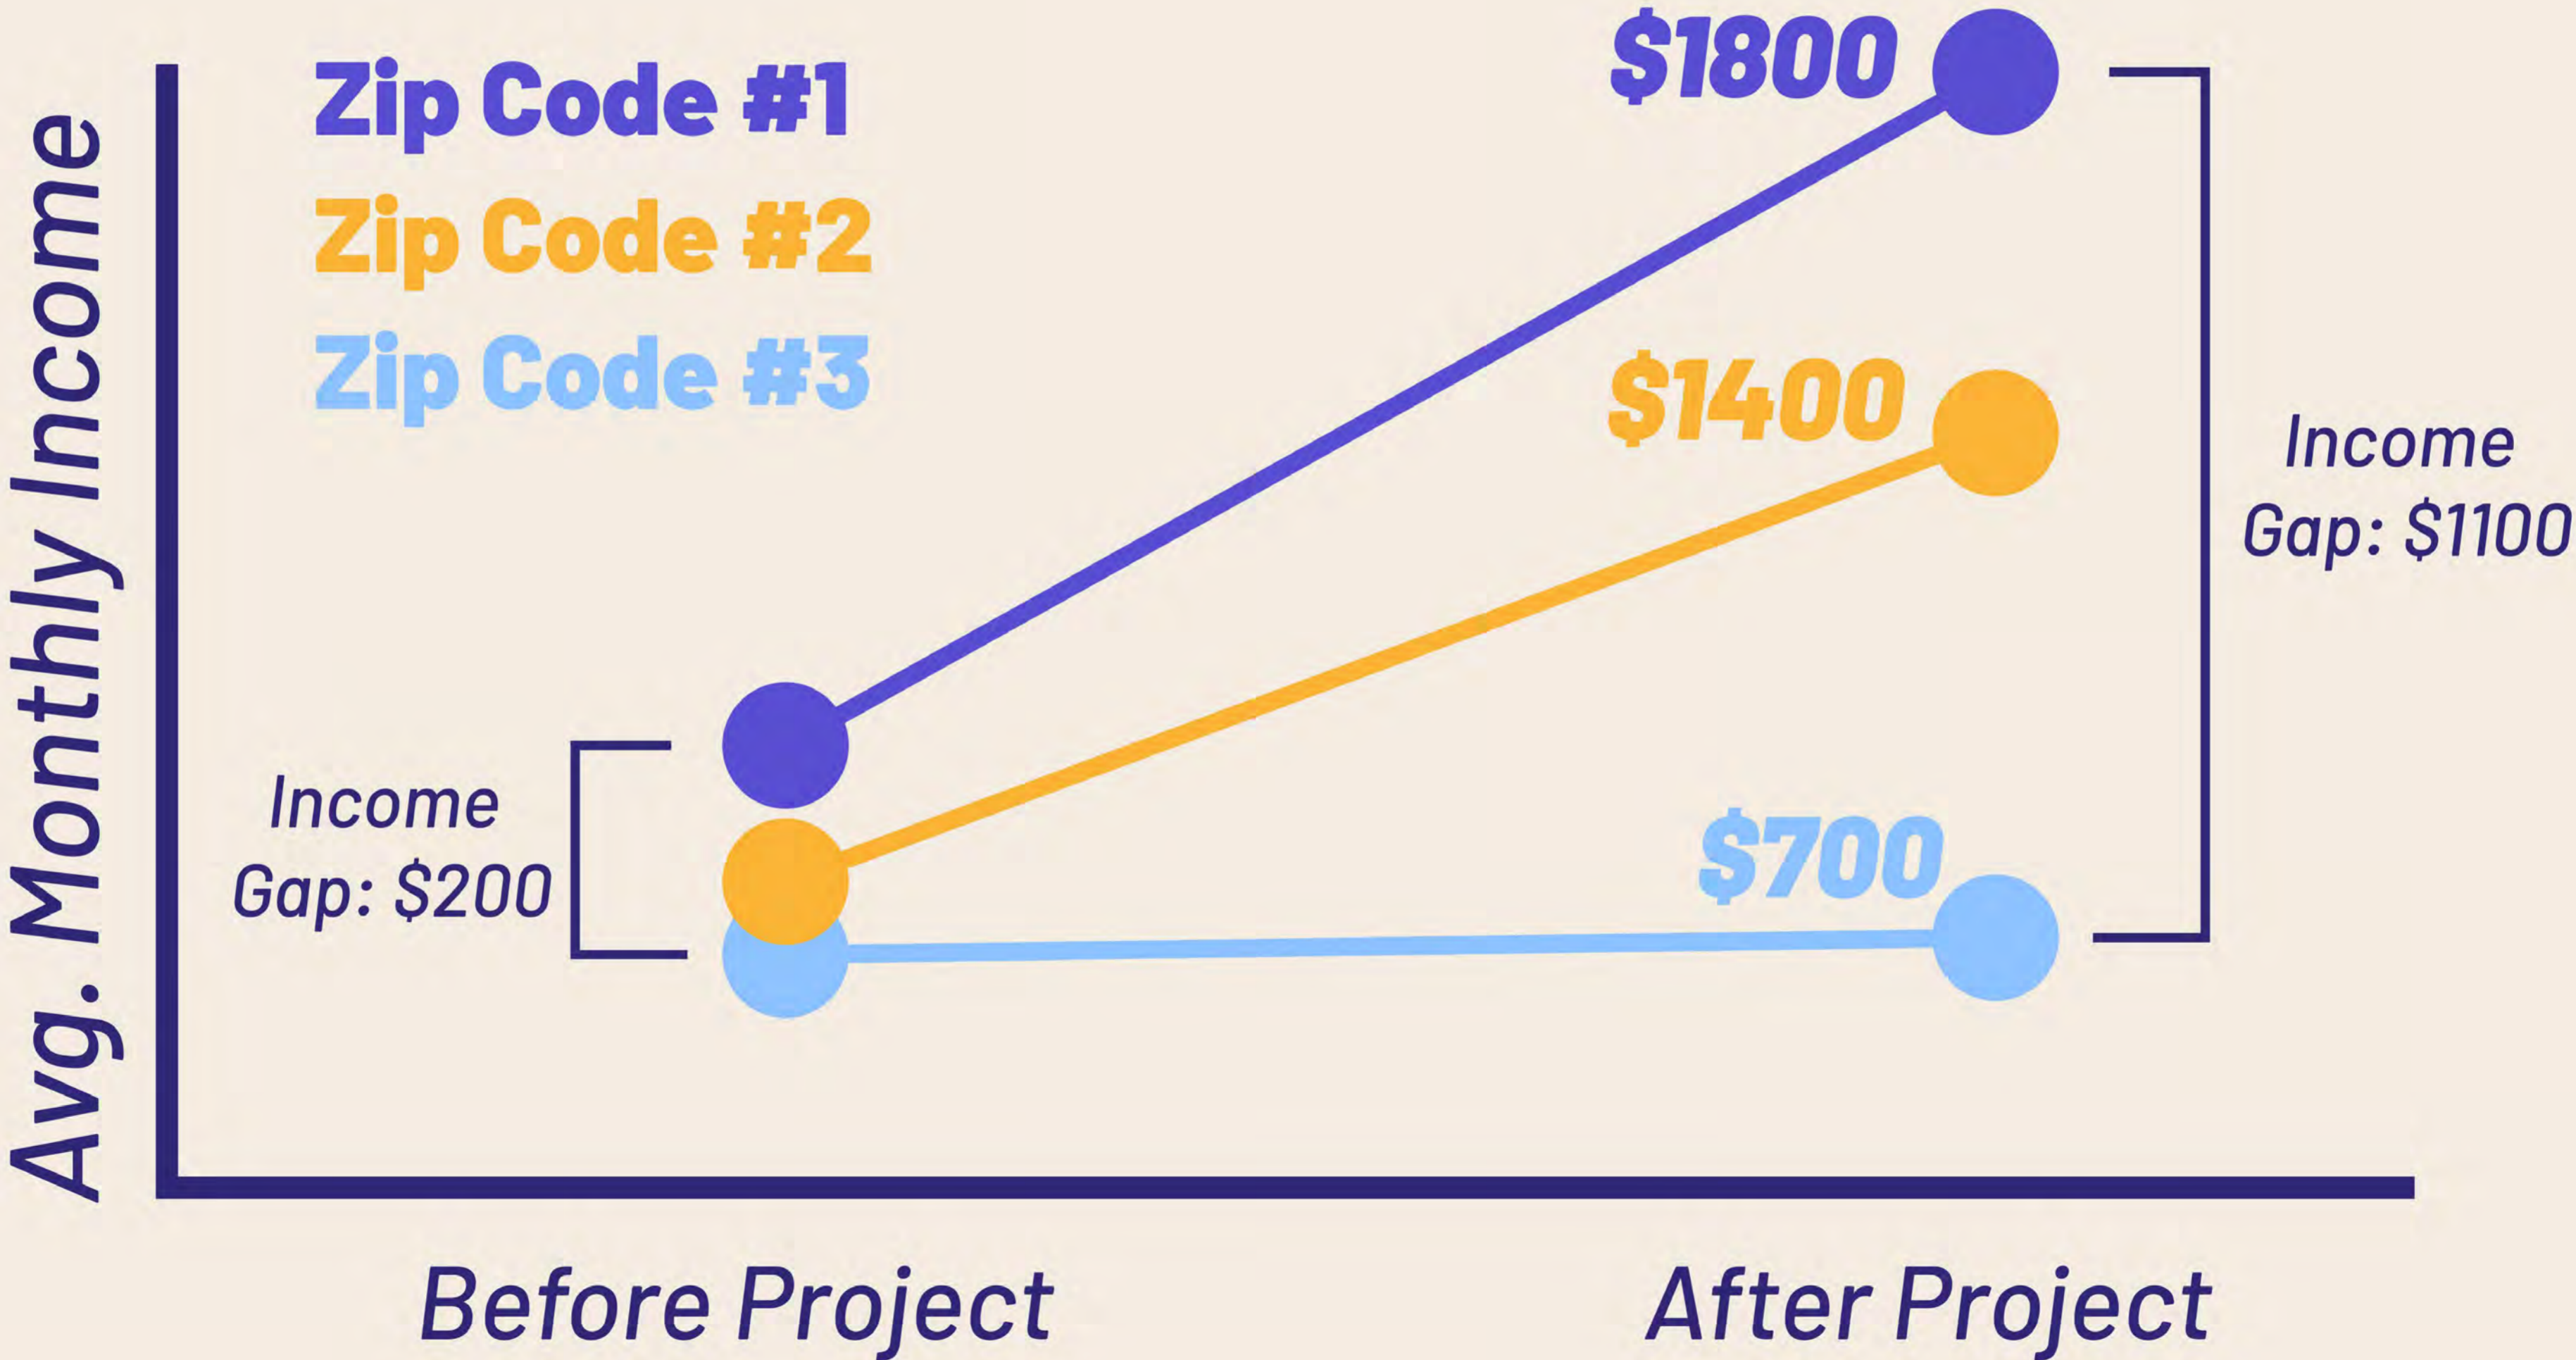 Avg. Monthly Income
Zip Code #1
Zip Code #2
Zip Code #3
$1800
$1400
$700
Income
Gap: $200
Income
Gap: $1100
Before Project
After Project